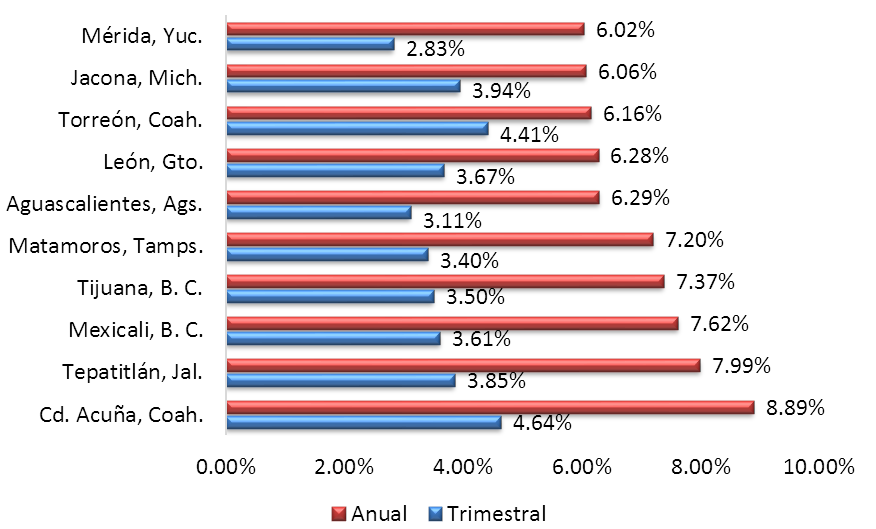 Mérida, Yuc. 6.02%
2.83%
Jacona, Mich. 6.06%
3.94%
Torreón, Coah. 6.16%
4.41%
León, Gto. 6.28%
3.67%
Aguascalientes, Ags. 6.29%
3.11%
Matamoros, Tamps. 7.20%
3.40%
Tijuana, B. C. 7.37%
3.50%
Mexicali, B. C. 7.62%
3.61%
Tepatitlán, Jal. 7.99%
3.85%
Cd. Acuña, Coah. 8.89%
4.64%
0.00% 2.00% 4.00% 6.00% 8.00% 10.00%
Anual Trimestral